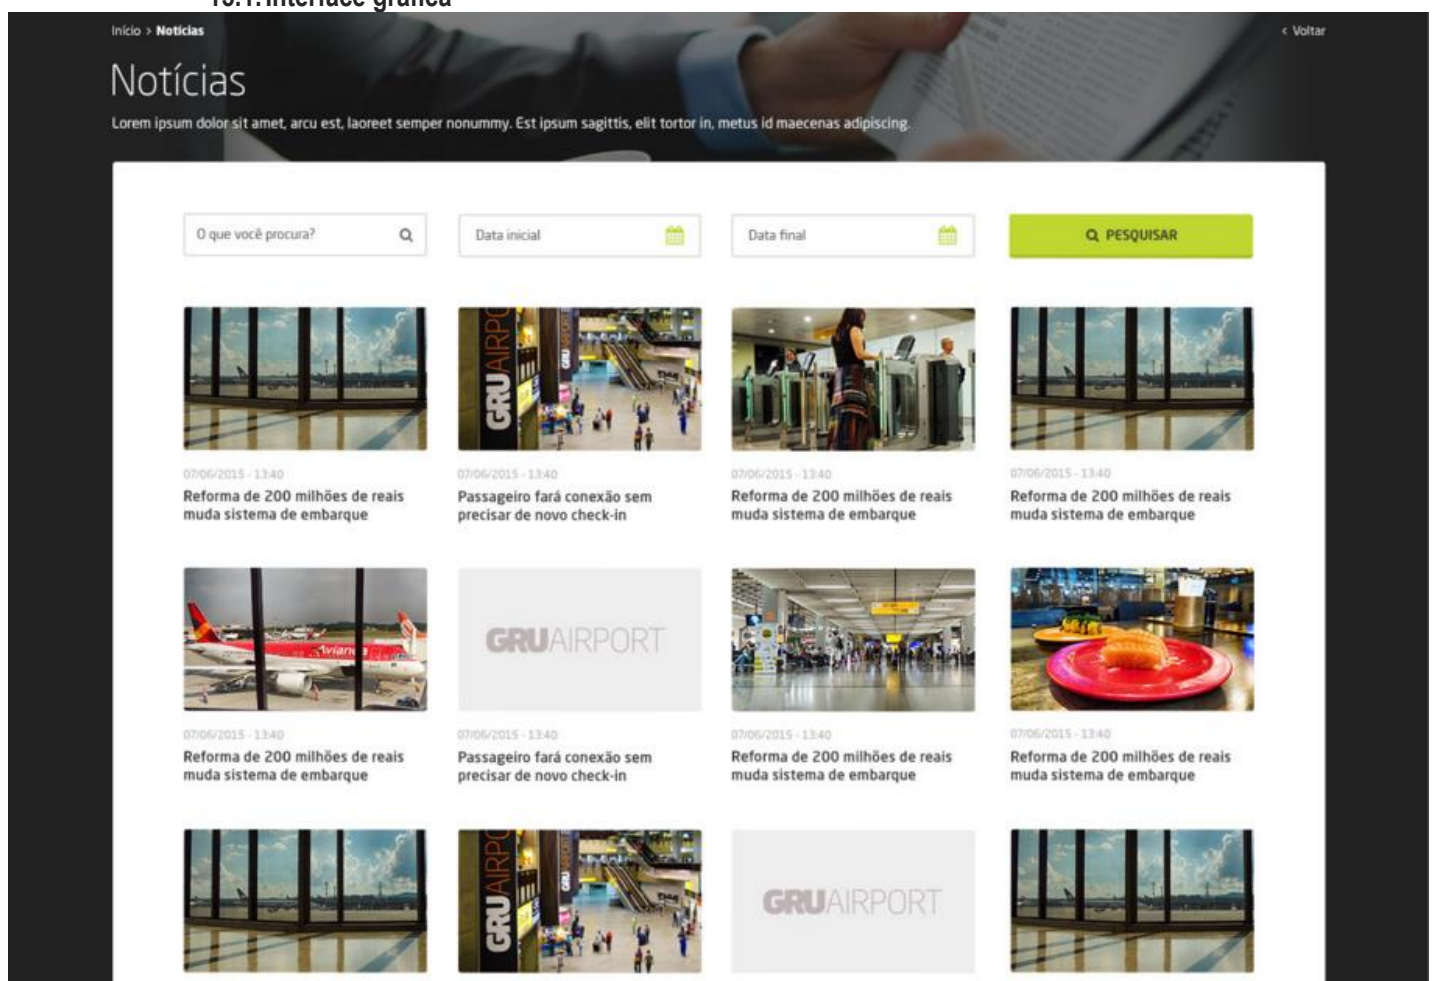 Início > Notícias
< Voltar
Notícias
Lorem ipsum dolor sit amet, arcu est, laoreet semper nonummy. Est ipsum sagittis, elit tortor in, metus id maecenas adipiscing.
O que você procura?
Data inicial
Data final
PESQUISAR
GRUAIRPO
GRUAIRPORT
07/06/2015 - 13:40
07/06/2015 - 13:40
07/06/2015 - 13:40
07/06/2015 - 13:40
Reforma de 200 milhões de reais
muda sistema de embarque
Passageiro fará conexão sem
precisar de novo check-in
Reforma de 200 milhões de reais
muda sistema de embarque
Reforma de 200 milhões de reais
muda sistema de embarque
Avianca
GRUAIRPORT
07/06/2015 - 13:40
07/06/2015 - 13:40
07/06/2015 - 13:40
07/06/2015 - 13:40
Reforma de 200 milhões de reais
muda sistema de embarque
Passageiro fará conexão sem
precisar de novo check-in
Reforma de 200 milhões de reais
muda sistema de embarque
Reforma de 200 milhões de reais
muda sistema de embarque
GRUAIRPO
GRUAIRPORT
GRUAIRPORT